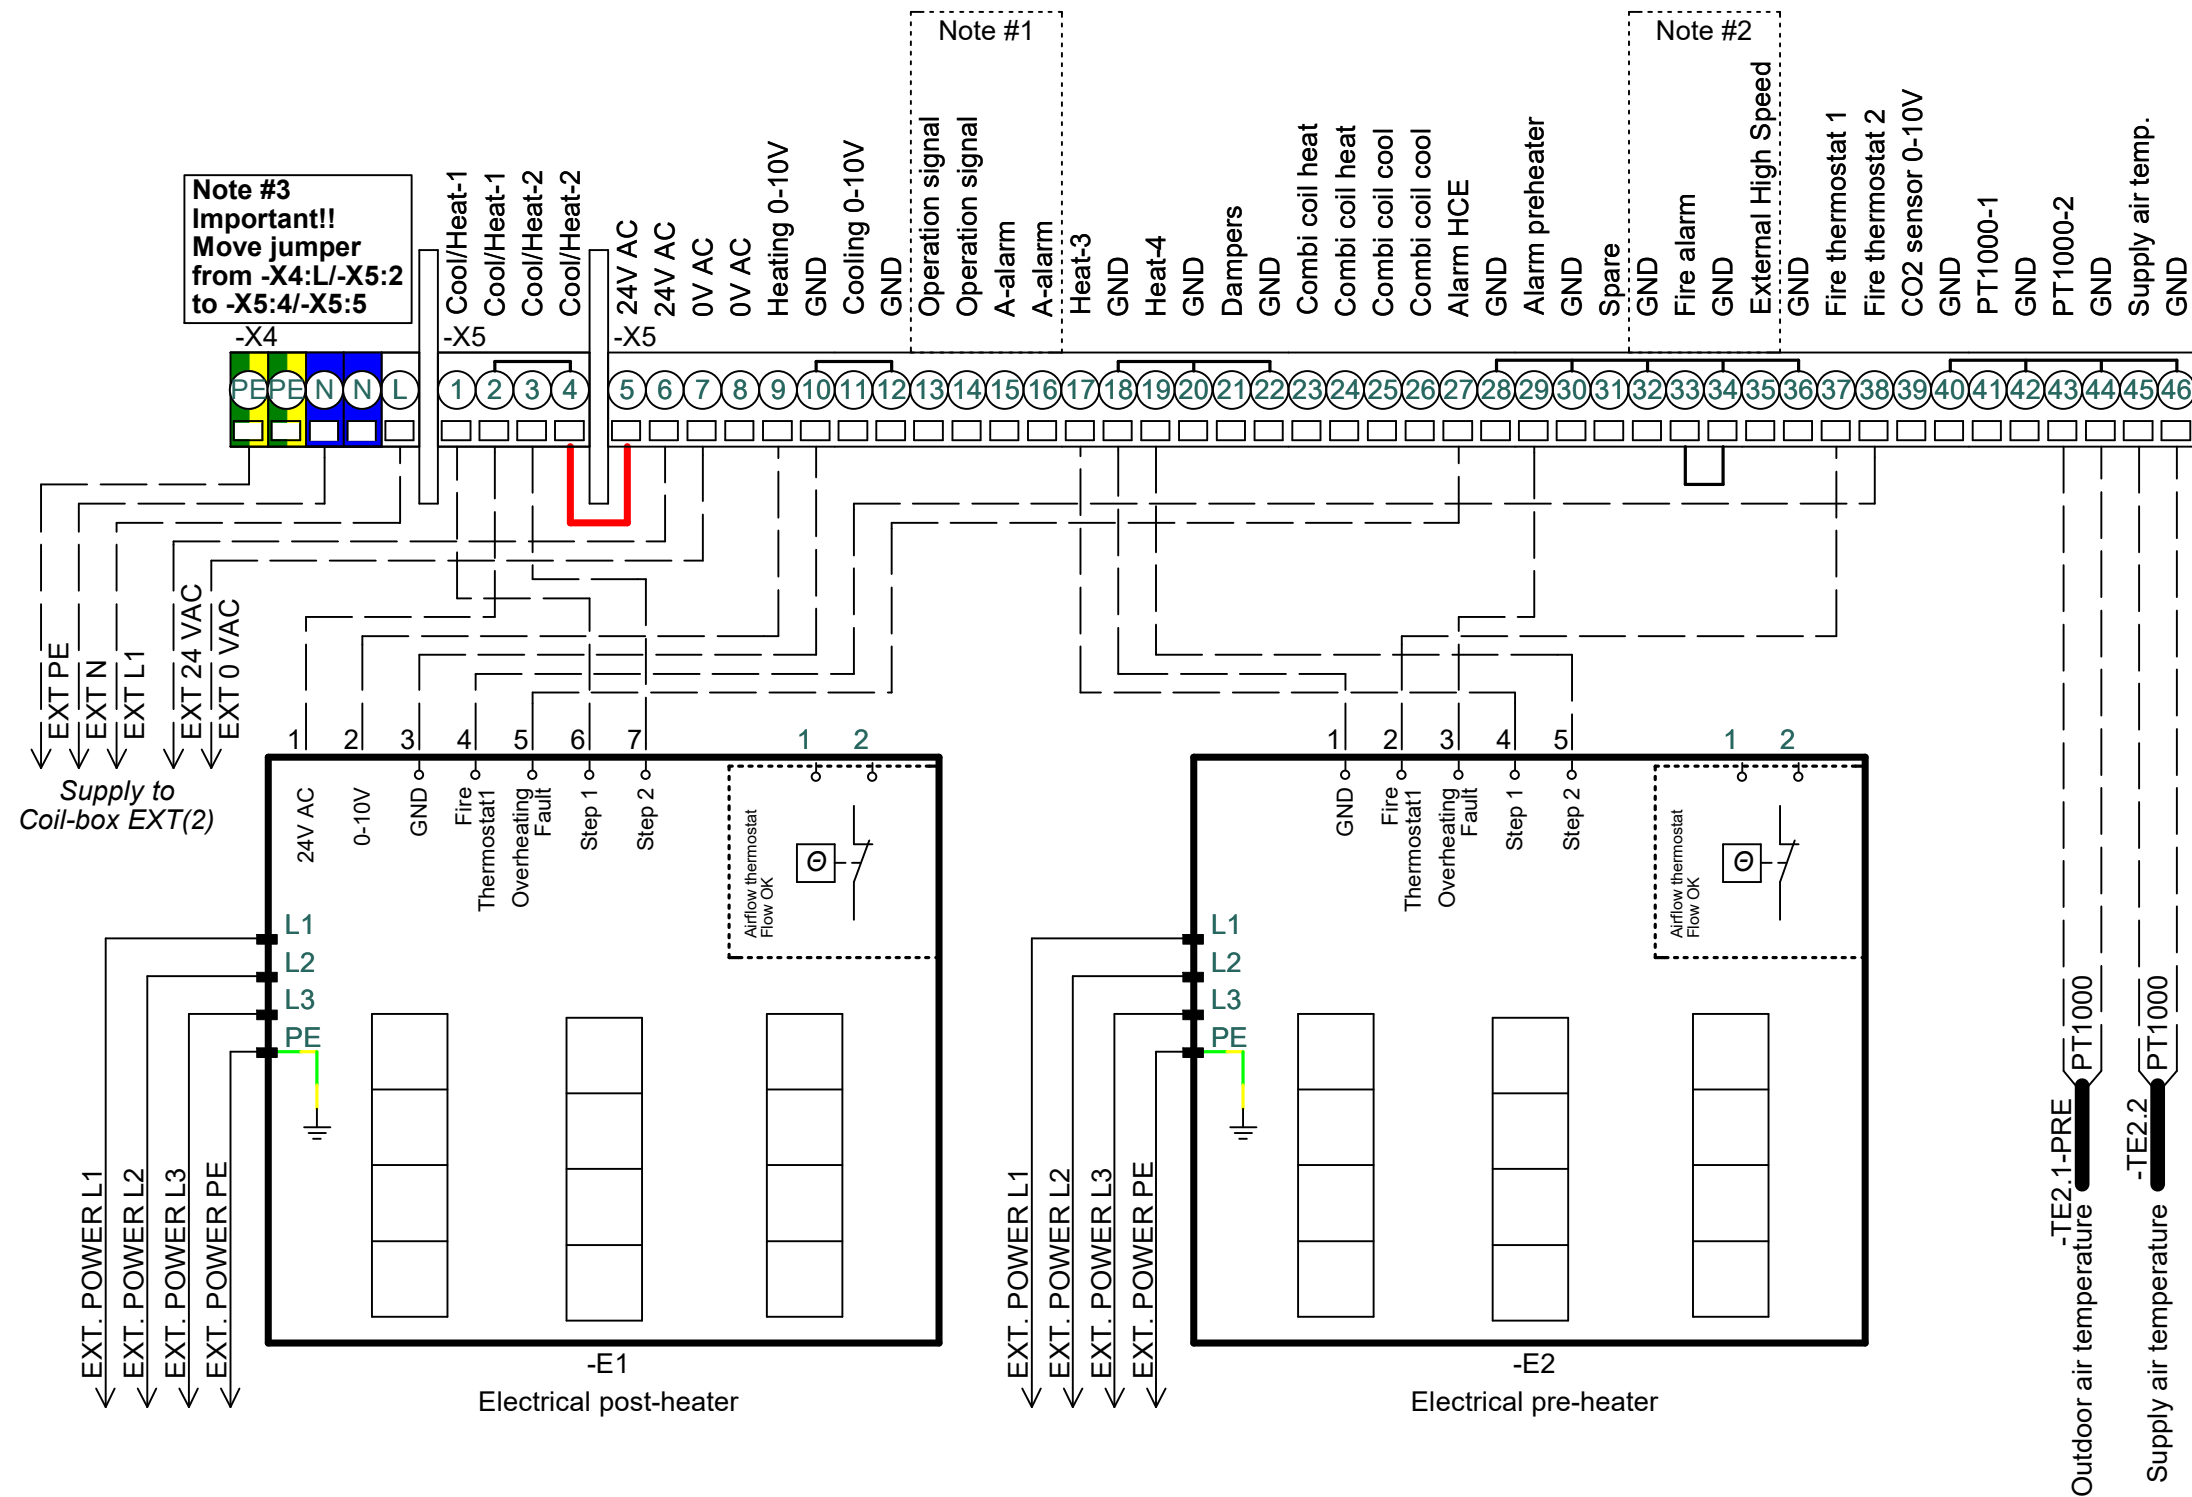 Note #1
Note #2
Note #3
Important!!
Move jumper
from -X4:L/-X5:2
to -X5:4/-X5:5
Cool/Heat-1
Cool/Heat-1
Cool/Heat-2
Cool/Heat-2
24V AC
24V AC
0V AC
0V AC
Heating 0-10V
GND
Cooling 0-10V
GND
Operation signal
Operation signal
A-alarm
A-alarm
Heat-3
GND
Heat-4
GND
Dampers
GND
Combi coil heat
Combi coil heat
Combi coil cool
Combi coil cool
Alarm HCE
GND
Alarm preheater
GND
Spare
GND
Fire alarm
GND
External High Speed
GND
Fire thermostat 1
Fire thermostat 2
CO2 sensor 0-10V
GND
PT1000-1
GND
PT1000-2
GND
Supply air temp.
GND
-X4
-X5
-X5
PE PE N N L 1 2 3 4 5 6 7 8 9 10 11 12 13 14 15 16 17 18 19 20 21 22 23 24 25 26 27 28 29 30 31 32 33 34 35 36 37 38 39 40 41 42 43 44 45 46
EXT PE
EXT N
EXT L1
EXT 24 VAC
EXT 0 VAC
Supply to
Coil-box EXT(2)
1 2 3 4 5 6 7 1 2
24V AC
0-10V
GND
Fire
Thermostat1
Overheating
Fault
Step 1
Step 2
Airflow thermostat
Flow OK
Θ
L1
L2
L3
PE
EXT. POWER L1
EXT. POWER L2
EXT. POWER L3
EXT. POWER PE
-E1
Electrical post-heater
1 2 3 4 5 1 2
GND
Fire
Thermostat1
Overheating
Fault
Step 1
Step 2
Airflow thermostat
Flow OK
Θ
L1
L2
L3
PE
EXT. POWER L1
EXT. POWER L2
EXT. POWER L3
EXT. POWER PE
-E2
Electrical pre-heater
PT1000
PT1000
-TE2.1-PRE
Outdoor air temperature
-TE2.2
Supply air temperature